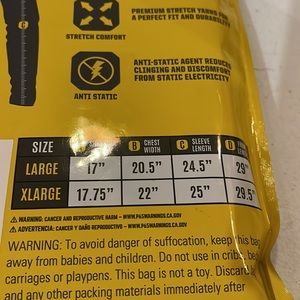 PREMIUM STRETCH YARNS FOR
A PERFECT FIT AND DURABILITY
C
STRETCH COMFORT
ANTI-STATIC AGENT REDUCES
CLINGING AND DISCOMFORT
FROM STATIC ELECTRICITY
ANTI STATIC
SIZE B CHEST WIDTH C SLEEVE LENGTH D
LARGE 17" 20.5" 24.5" 29"
XLARGE 17.75" 22" 25" 29.5"
WARNING: CANCER AND REPRODUCTIVE HARM – WWW.P65WARNINGS.CA.GOV
ADVERTENCIA: CÁNCER Y DAÑO REPRODUCTIVO – WWW.P65WARNINGS.CA.GOV
WARNING: To avoid danger of suffocation, keep this bag
away from babies and children. Do not use in cribs, beds,
carriages or playpens. This bag is not a toy. Discard
and any other packing materials immediately after